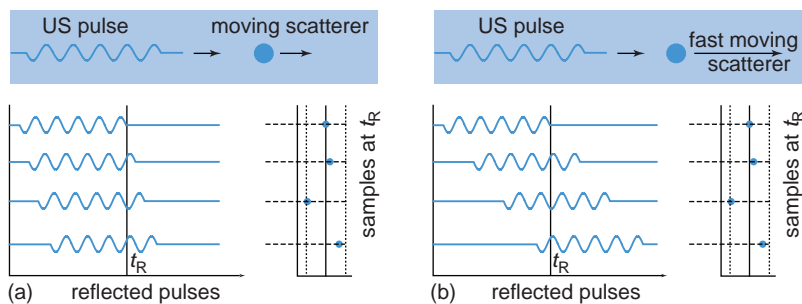 US pulse
moving scatterer
samples at tR
tR
(a)
reflected pulses
US pulse
fast moving
scatterer
samples at tR
tR
(b)
reflected pulses